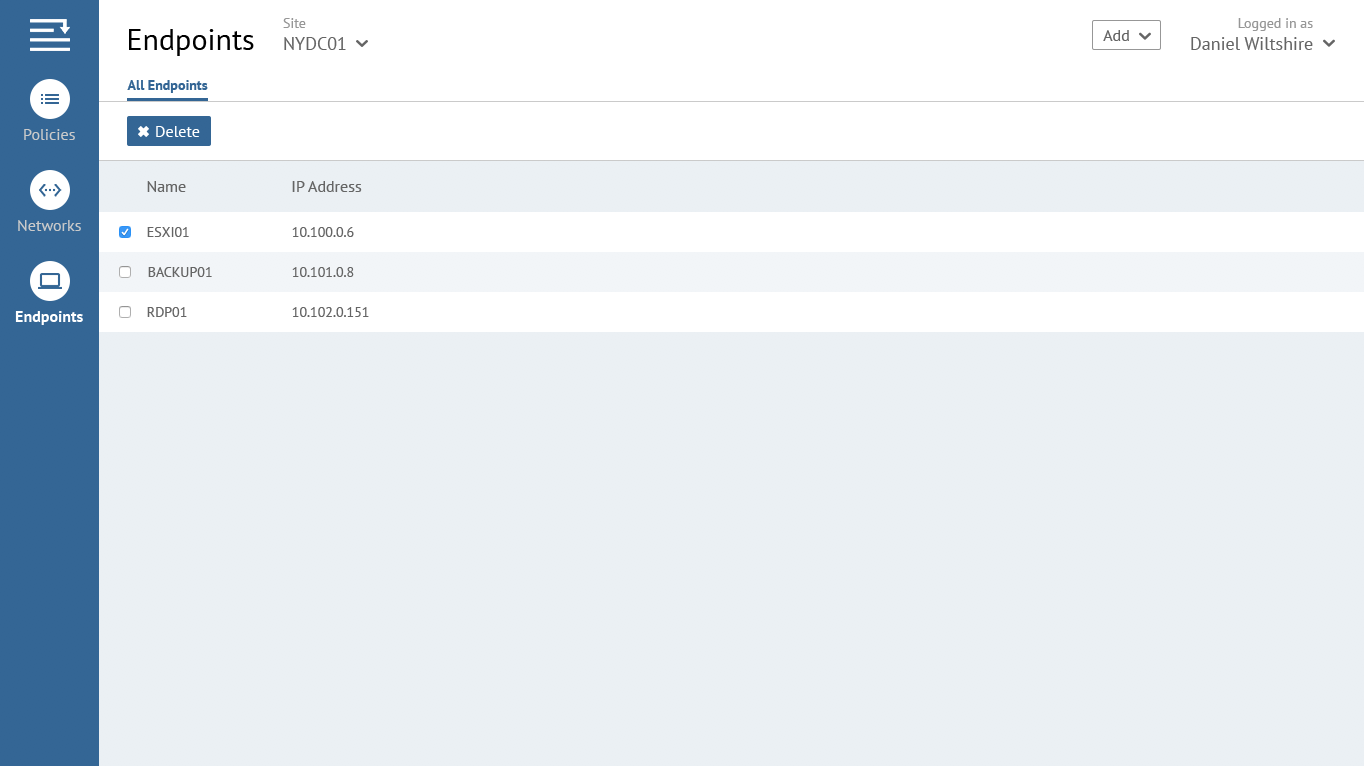 Endpoints
Site
NYDC01
Add
Logged in as
Daniel Wiltshire
Policies
Networks
Endpoints
All Endpoints
Delete
Name IP Address
ESXI01 10.100.0.6
BACKUP01 10.101.0.8
RDP01 10.102.0.151